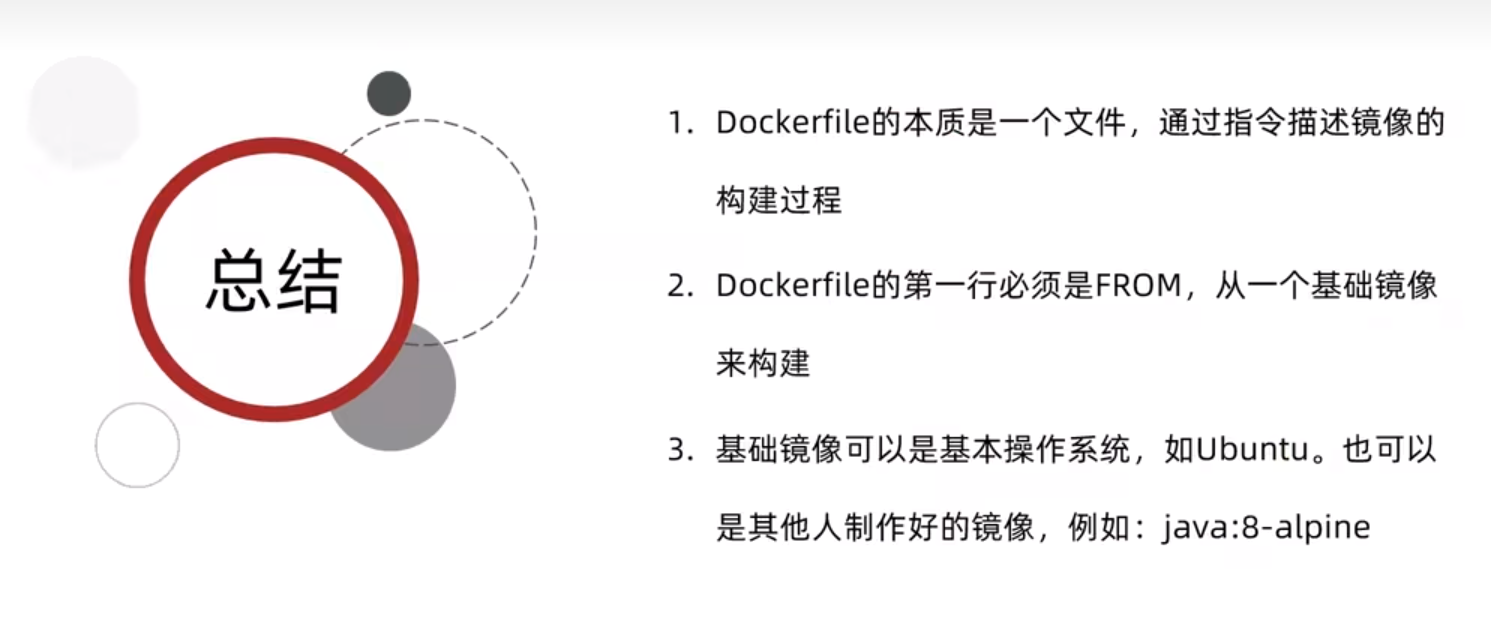 总结
1. Dockerfile的本质是一个文件，通过指令描述镜像的
构建过程
2. Dockerfile的第一行必须是FROM，从一个基础镜像
来构建
3. 基础镜像可以是基本操作系统，如Ubuntu。也可以
是其他人制作好的镜像，例如：java:8-alpine